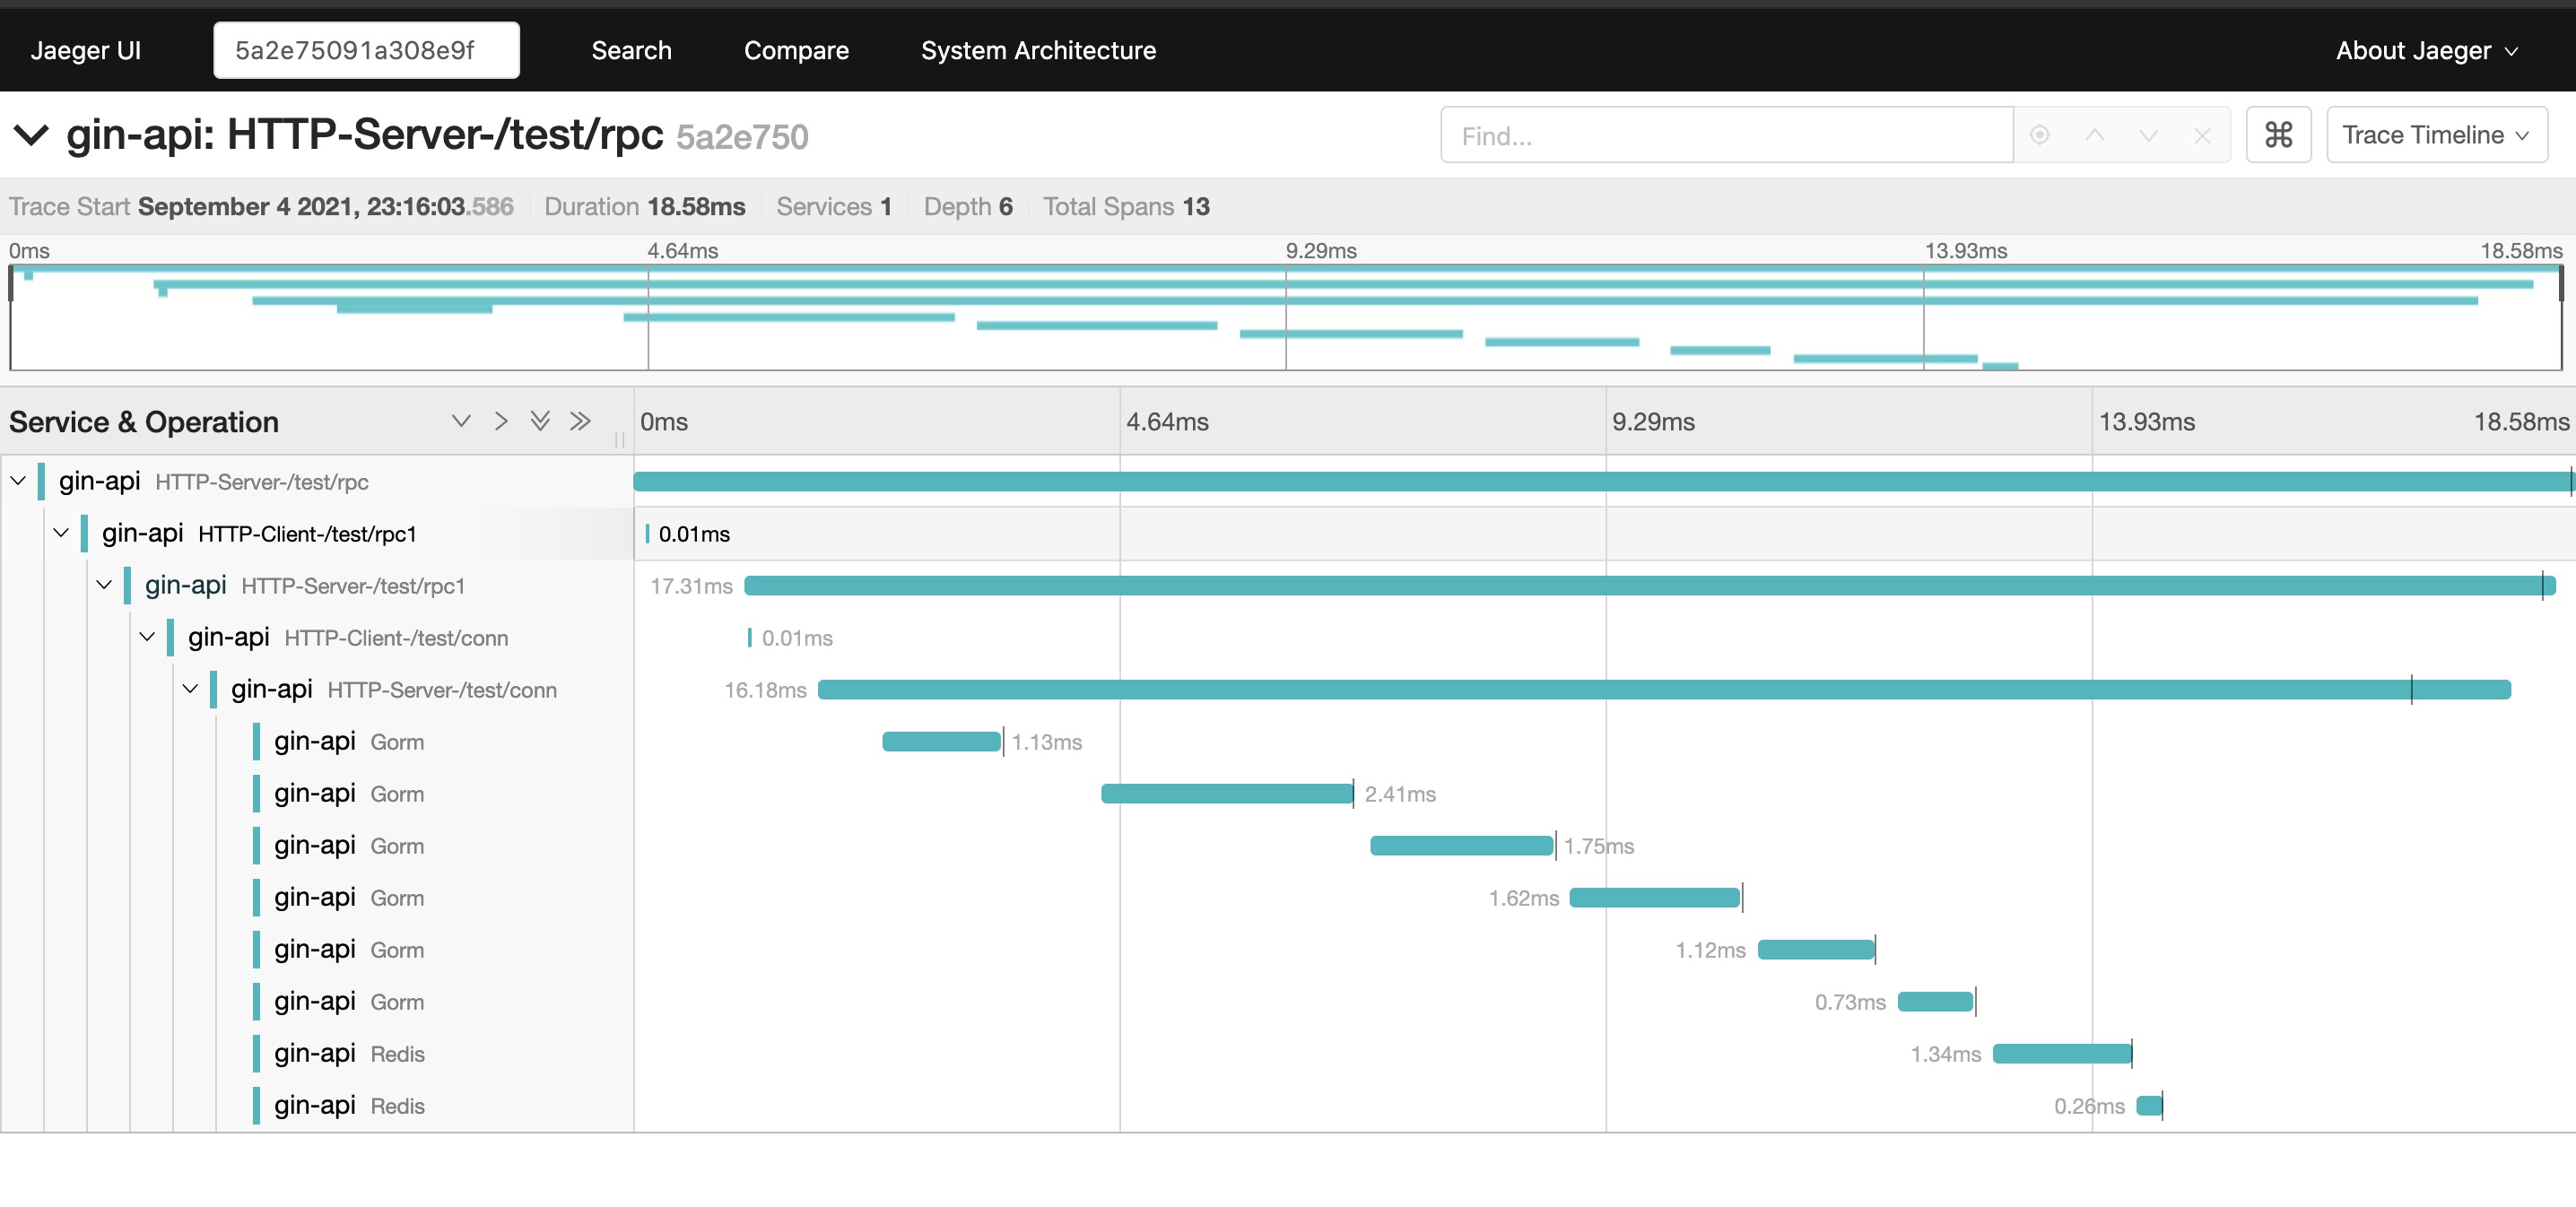 Jaeger UI 5a2e75091a308e9f Search Compare System Architecture About Jaeger
gin-api: HTTP-Server-/test/rpc 5a2e750 Find... Trace Timeline
Trace Start September 4 2021, 23:16:03.586 Duration 18.58ms Services 1 Depth 6 Total Spans 13
0ms 4.64ms 9.29ms 13.93ms 18.58ms
Service & Operation 0ms 4.64ms 9.29ms 13.93ms 18.58ms
gin-api HTTP-Server-/test/rpc
gin-api HTTP-Client-/test/rpc1 0.01ms
gin-api HTTP-Server-/test/rpc1 17.31ms
gin-api HTTP-Client-/test/conn 0.01ms
gin-api HTTP-Server-/test/conn 16.18ms
gin-api Gorm 1.13ms
gin-api Gorm 2.41ms
gin-api Gorm 1.75ms
gin-api Gorm 1.62ms
gin-api Gorm 1.12ms
gin-api Gorm 0.73ms
gin-api Redis 1.34ms
gin-api Redis 0.26ms